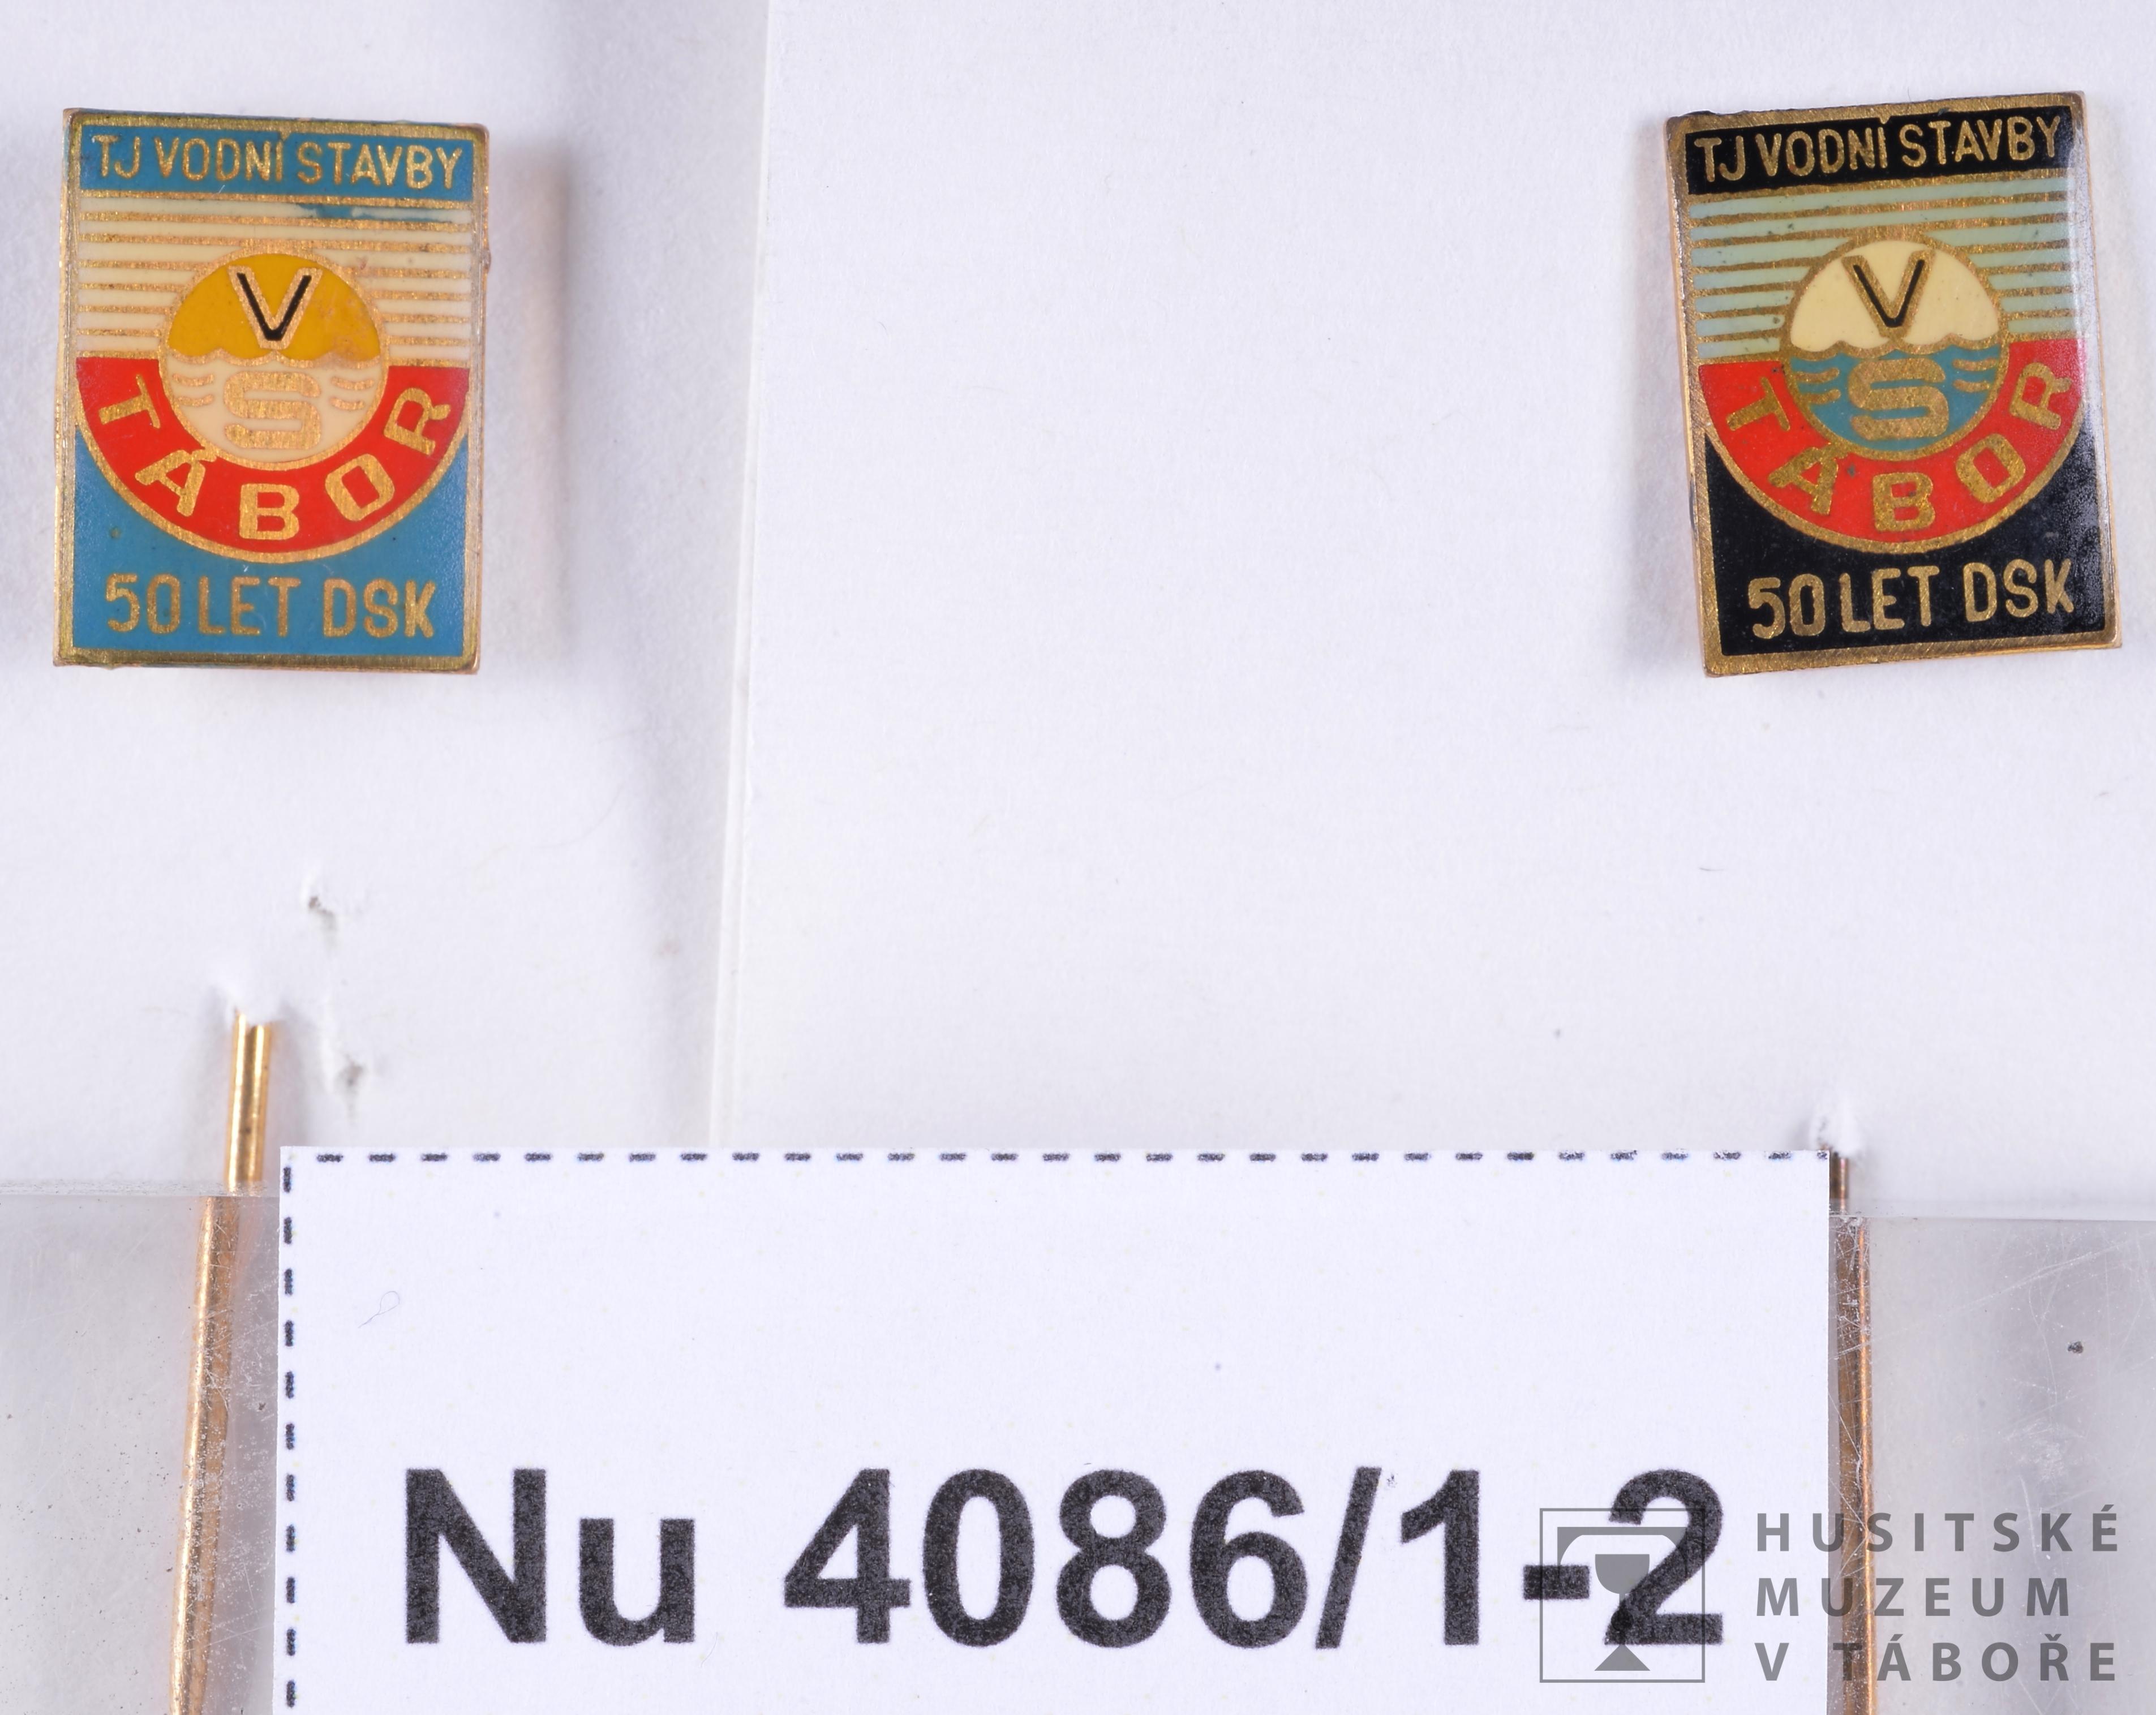 TJ VODNÍ STAVBY
V
S
TÁBOR
50 LET DSK
TJ VODNÍ STAVBY
V
S
TÁBOR
50 LET DSK
Nu 4086/1-2
HUSITSKÉ
MUZEUM
V TÁBOŘE